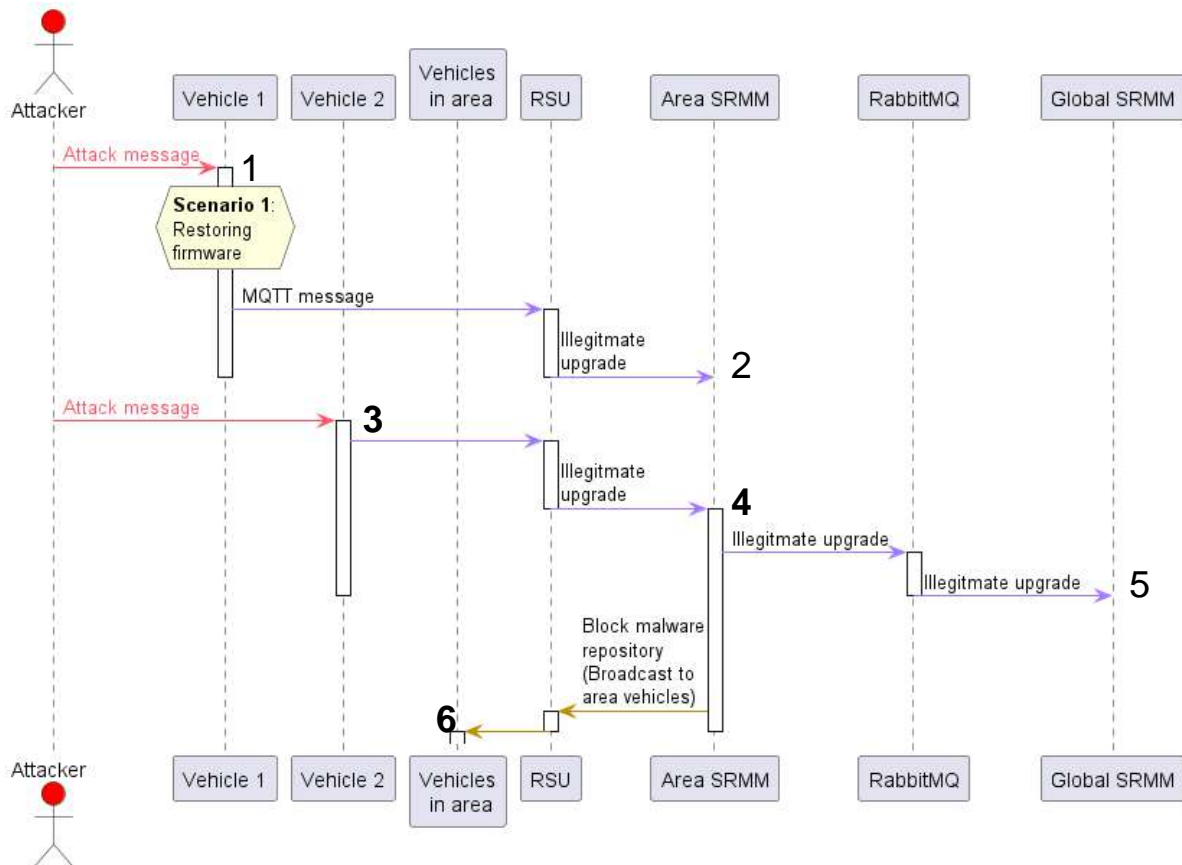 Attacker
Vehicle 1
Vehicle 2
Vehicles
in area
RSU
Area SRMM
RabbitMQ
Global SRMM
Attack message
1
Scenario 1:
Restoring
firmware
MQTT message
Illegitmate
upgrade
2
Attack message
3
Illegitmate
upgrade
4
Illegitmate upgrade
Illegitmate upgrade
5
Block malware
repository
(Broadcast to
area vehicles)
6
Attacker
Vehicle 1
Vehicle 2
Vehicles
in area
RSU
Area SRMM
RabbitMQ
Global SRMM